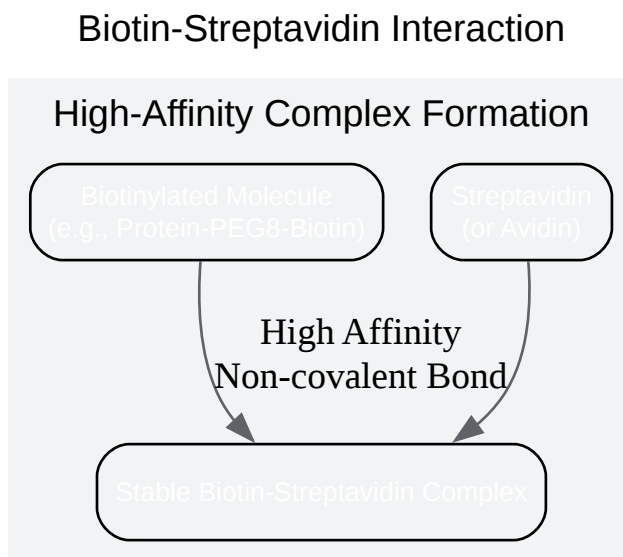 Biotin-Streptavidin Interaction
High-Affinity Complex Formation
Biotinylated Molecule
(e.g., Protein-PEG8-Biotin)
Streptavidin
(or Avidin)
High Affinity
Non-covalent Bond
Stable Biotin-Streptavidin Complex